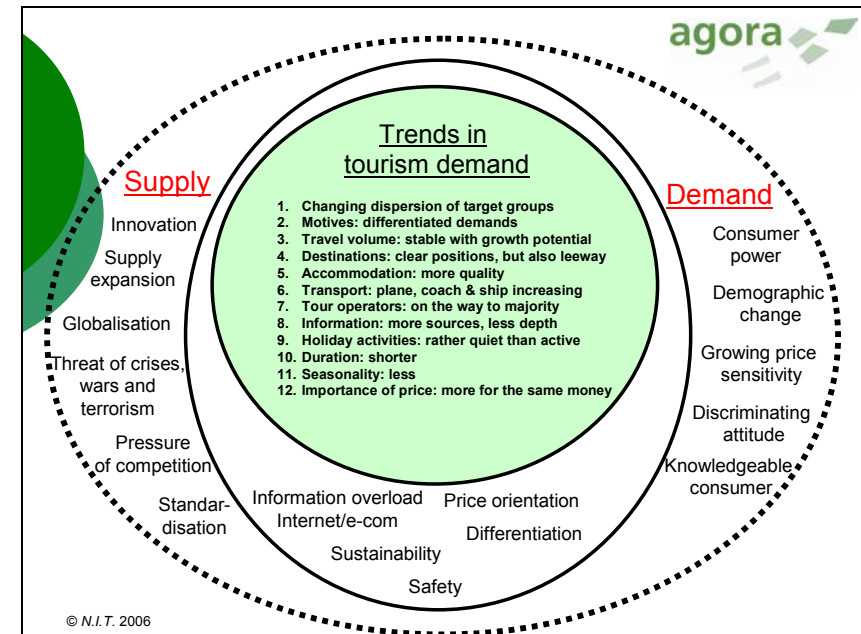 agora
Trends in
tourism demand
1. Changing dispersion of target groups
2. Motives: differentiated demands
3. Travel volume: stable with growth potential
4. Destinations: clear positions, but also leeway
5. Accommodation: more quality
6. Transport: plane, coach & ship increasing
7. Tour operators: on the way to majority
8. Information: more sources, less depth
9. Holiday activities: rather quiet than active
10. Duration: shorter
11. Seasonality: less
12. Importance of price: more for the same money
Supply
Innovation
Supply
expansion
Globalisation
Threat of crises,
wars and
terrorism
Pressure
of competition
Standar-
disation
Demand
Consumer
power
Demographic
change
Growing price
sensitivity
Discriminating
attitude
Knowledgeable
consumer
Information overload
Internet/e-com
Price orientation
Differentiation
Sustainability
Safety
© N.I.T. 2006